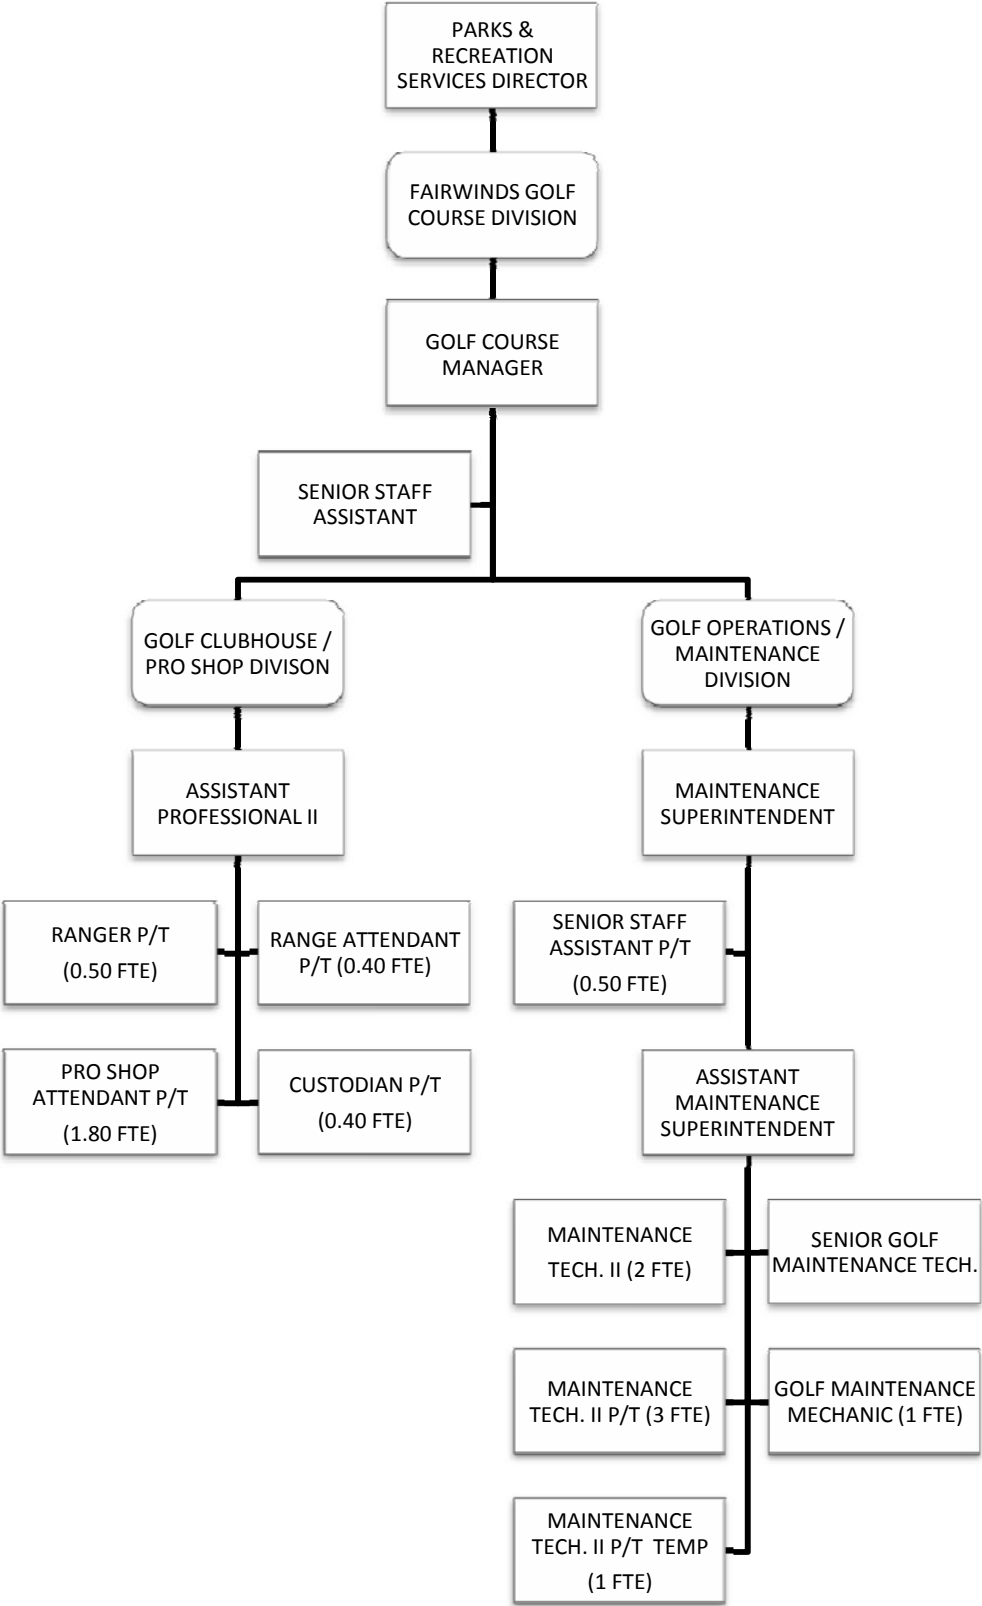 PARKS &
RECREATION
SERVICES DIRECTOR
FAIRWINDS GOLF
COURSE DIVISION
GOLF COURSE
MANAGER
SENIOR STAFF
ASSISTANT
GOLF CLUBHOUSE /
PRO SHOP DIVISON
GOLF OPERATIONS /
MAINTENANCE
DIVISION
ASSISTANT
PROFESSIONAL II
MAINTENANCE
SUPERINTENDENT
RANGER P/T
(0.50 FTE)
RANGE ATTENDANT
P/T (0.40 FTE)
SENIOR STAFF
ASSISTANT P/T
(0.50 FTE)
PRO SHOP
ATTENDANT P/T
(1.80 FTE)
CUSTODIAN P/T
(0.40 FTE)
ASSISTANT
MAINTENANCE
SUPERINTENDENT
MAINTENANCE
TECH. II (2 FTE)
SENIOR GOLF
MAINTENANCE TECH.
MAINTENANCE
TECH. II P/T (3 FTE)
GOLF MAINTENANCE
MECHANIC (1 FTE)
MAINTENANCE
TECH. II P/T  TEMP
(1 FTE)